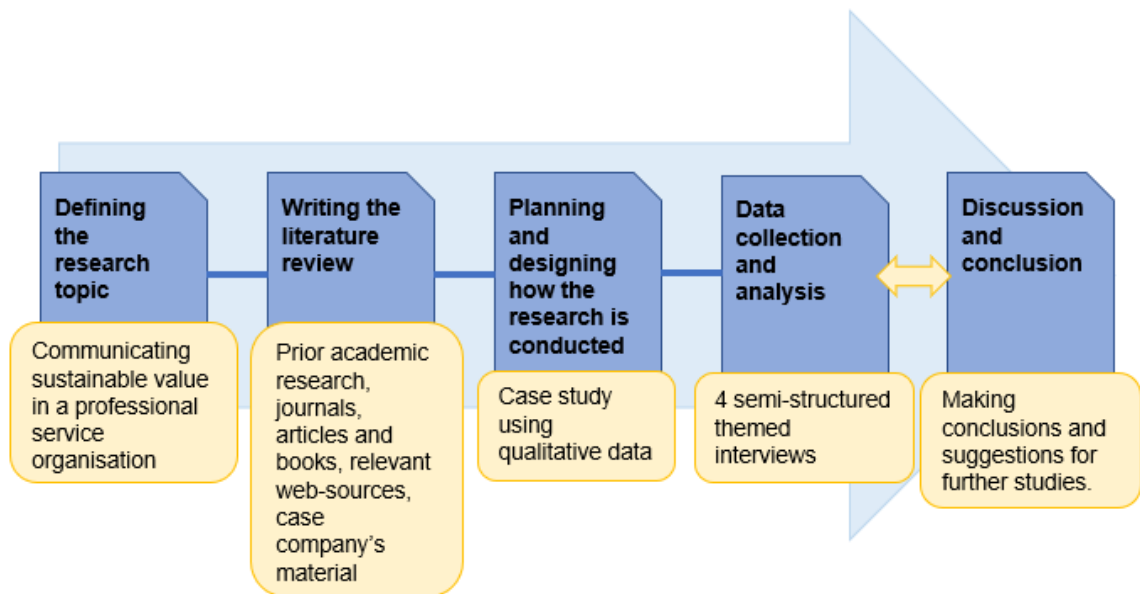 Defining
the
research
topic
Communicating
sustainable value
in a professional
service
organisation
Writing the
literature
review
Prior academic
research,
journals,
articles and
books, relevant
web-sources,
case
company's
material
Planning
and
designing
how the
research is
conducted
Case study
using
qualitative data
Data
collection
and
analysis
4 semi-structured
themed
interviews
Discussion
and
conclusion
Making
conclusions and
suggestions for
further studies.